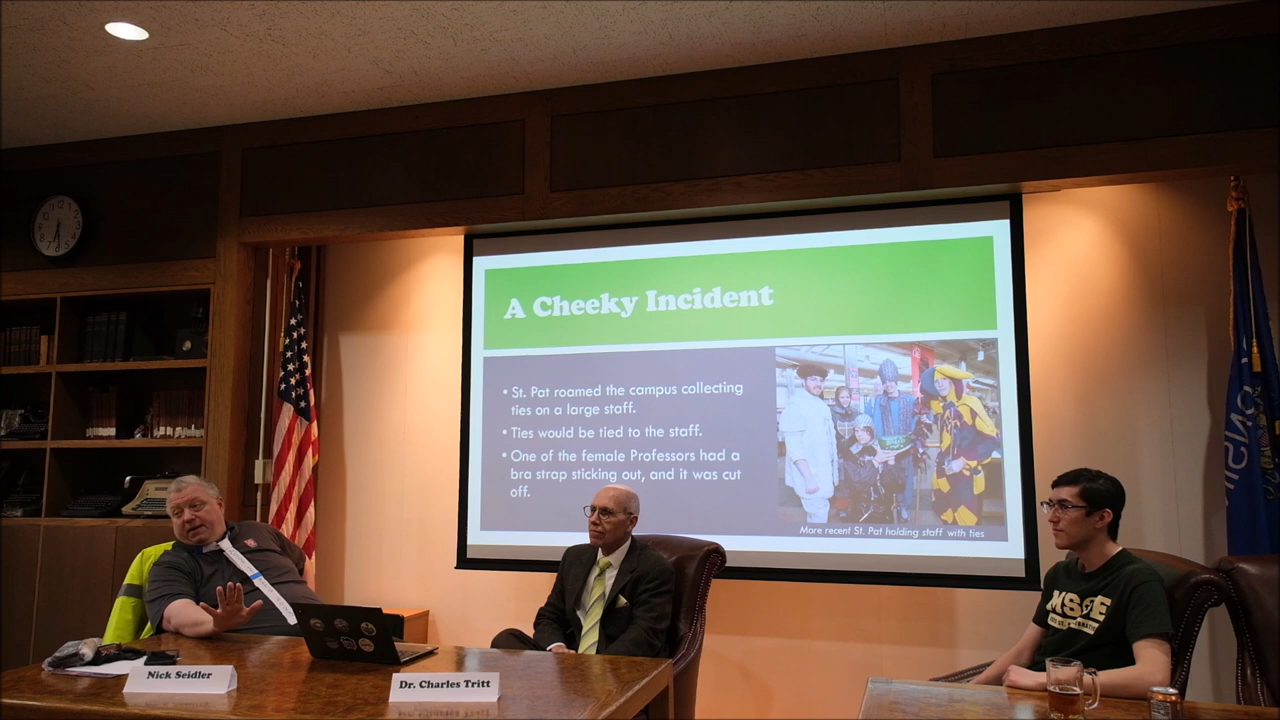 A Cheeky Incident
• St. Pat roamed the campus collecting
ties on a large staff.
• Ties would be tied to the staff.
• One of the female Professors had a
bra strap sticking out, and it was cut
off.
More recent St. Pat holding staff with ties
Nick Seidler
Dr. Charles Tritt
MSOE